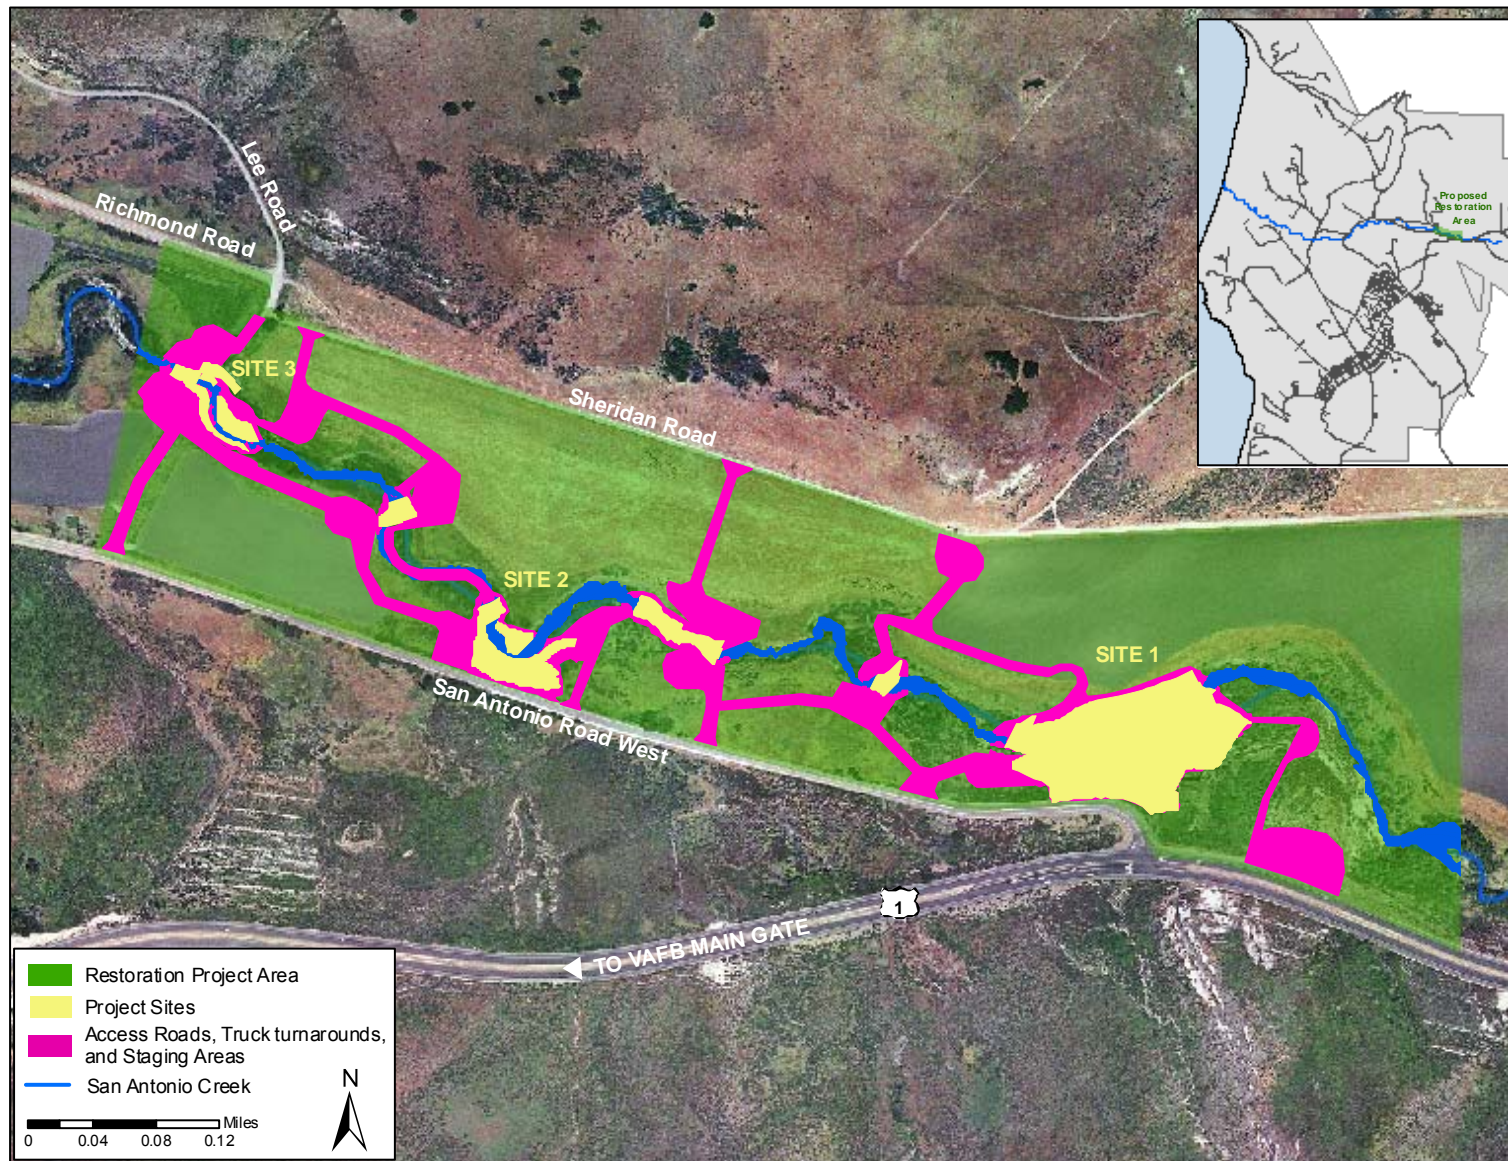 Lee Road
Richmond Road
Proposed
Restoration
Area
SITE 3
Sheridan Road
SITE 2
SITE 1
San Antonio Road West
1
TO VAFB MAIN GATE
Restoration Project Area
Project Sites
Access Roads, Truck turnarounds,
and Staging Areas
San Antonio Creek
N
Miles
0 0.04 0.08 0.12